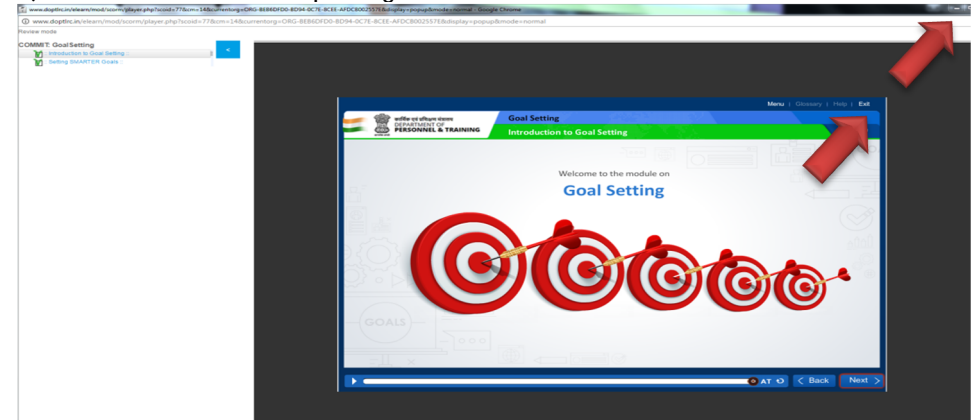 www.doptirc.in/elearn/mod/scorm/player.php?scoid=77&cm=14&currentorg=ORG-BEB6DFD0-8D94-0C7E-8CEE-AFDCB002557E&display=popup&mode=normal - Google Chrome
www.doptirc.in/elearn/mod/scorm/player.php?scoid=77&cm=14&currentorg=ORG-BEB6DFD0-8D94-0C7E-8CEE-AFDCB002557E&display=popup&mode=normal
Review mode
COMMIT: GoalSetting
: Introduction to Goal Setting :
: Setting SMARTER Goals :
<
Menu | Glossary | Help | Exit
कार्मिक एवं प्रशिक्षण विभाग
DEPARTMENT OF
PERSONNEL & TRAINING
Goal Setting
Introduction to Goal Setting
Welcome to the module on
Goal Setting
GOALS
AT
< Back
Next >